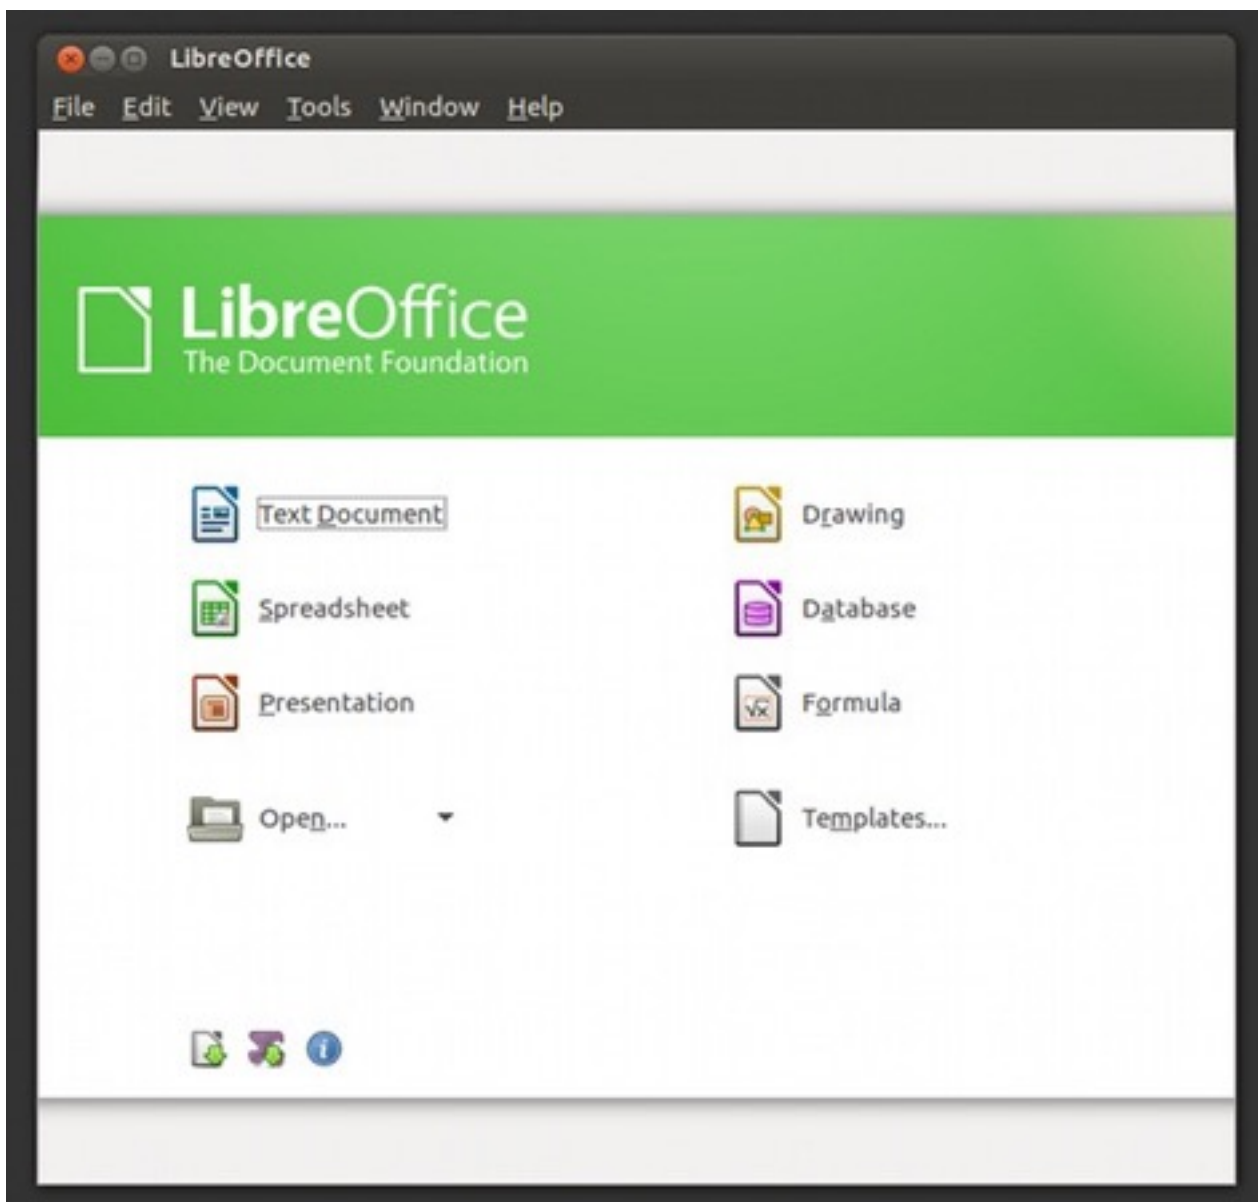 LibreOffice
File Edit View Tools Window Help
LibreOffice
The Document Foundation
Text Document
Drawing
Spreadsheet
Database
Presentation
Formula
Open...
Templates...